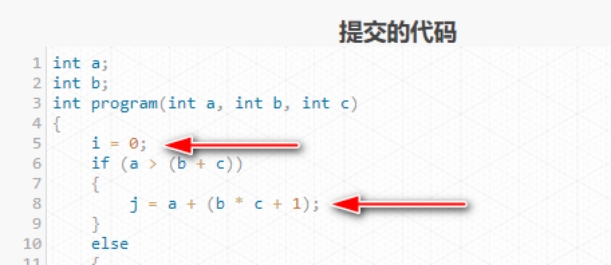 提交的代码
1 int a;
2 int b;
3 int program(int a, int b, int c)
4 {
5 i = 0;
6 if (a > (b + c))
7 {
8 j = a + (b * c + 1);
9 }
10 else
11 {